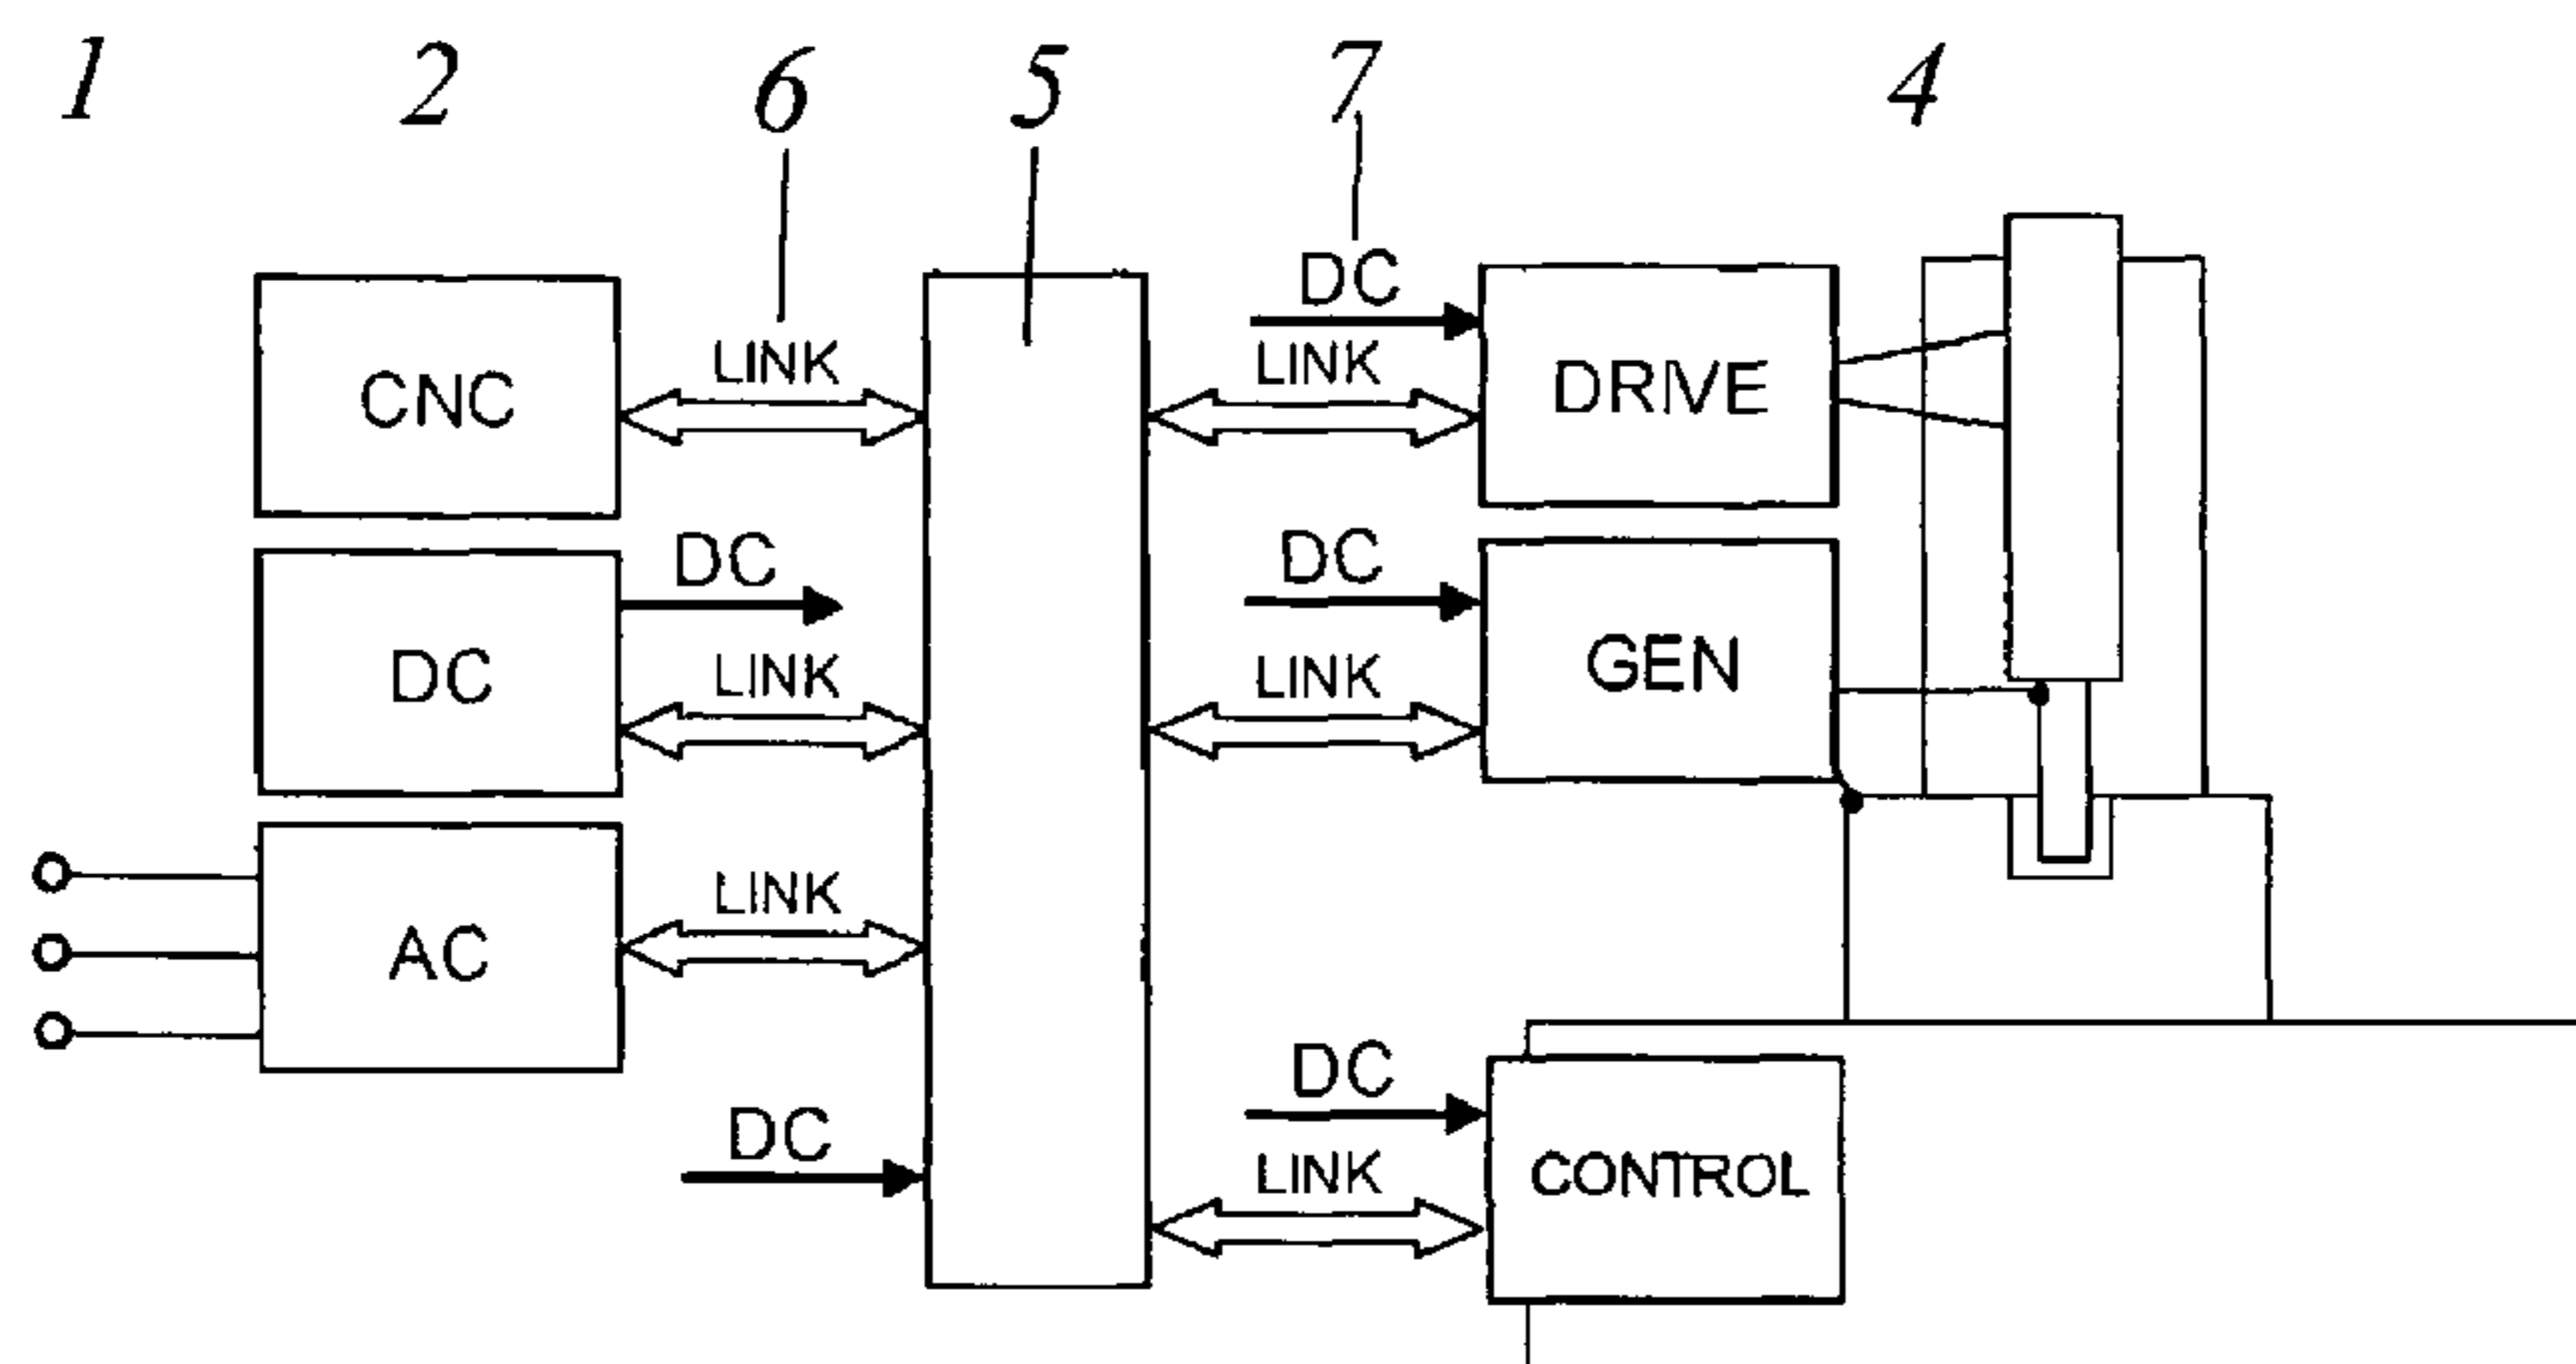 1 2 6 5 7 4
DC
LINK LINK
CNC DRIVE
DC DC
LINK LINK
DC GEN
LINK
AC
DC
DC
LINK
CONTROL